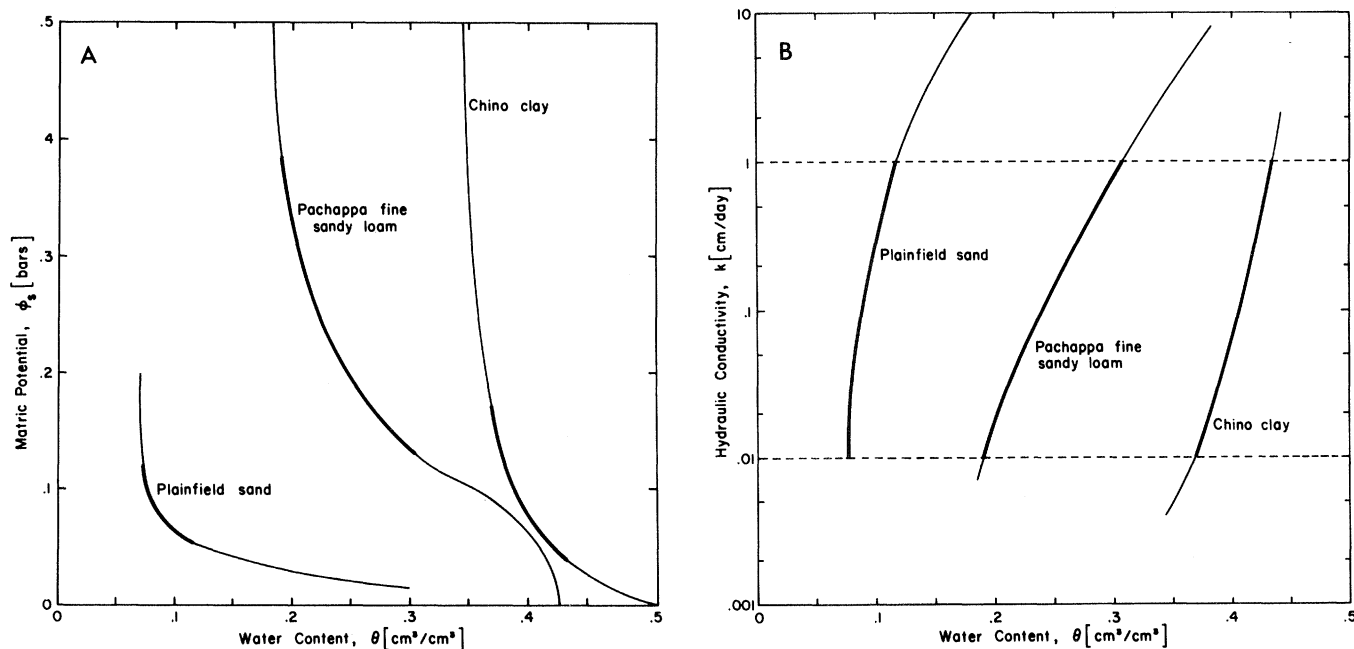 A
Matric Potential, ϕs [bars]
.5
4
.3
.2
.1
0
Chino clay
Pachappa fine
sandy loam
Plainfield sand
0
.1
.2
.3
.4
.5
Water Content, θ [cm³/cm³]
B
Hydraulic Conductivity, k [cm/day]
10
1
.1
.01
.001
Plainfield sand
Pachappa fine
sandy loam
Chino clay
0
.1
.2
.3
.4
.5
Water Content, θ [cm³/cm³]